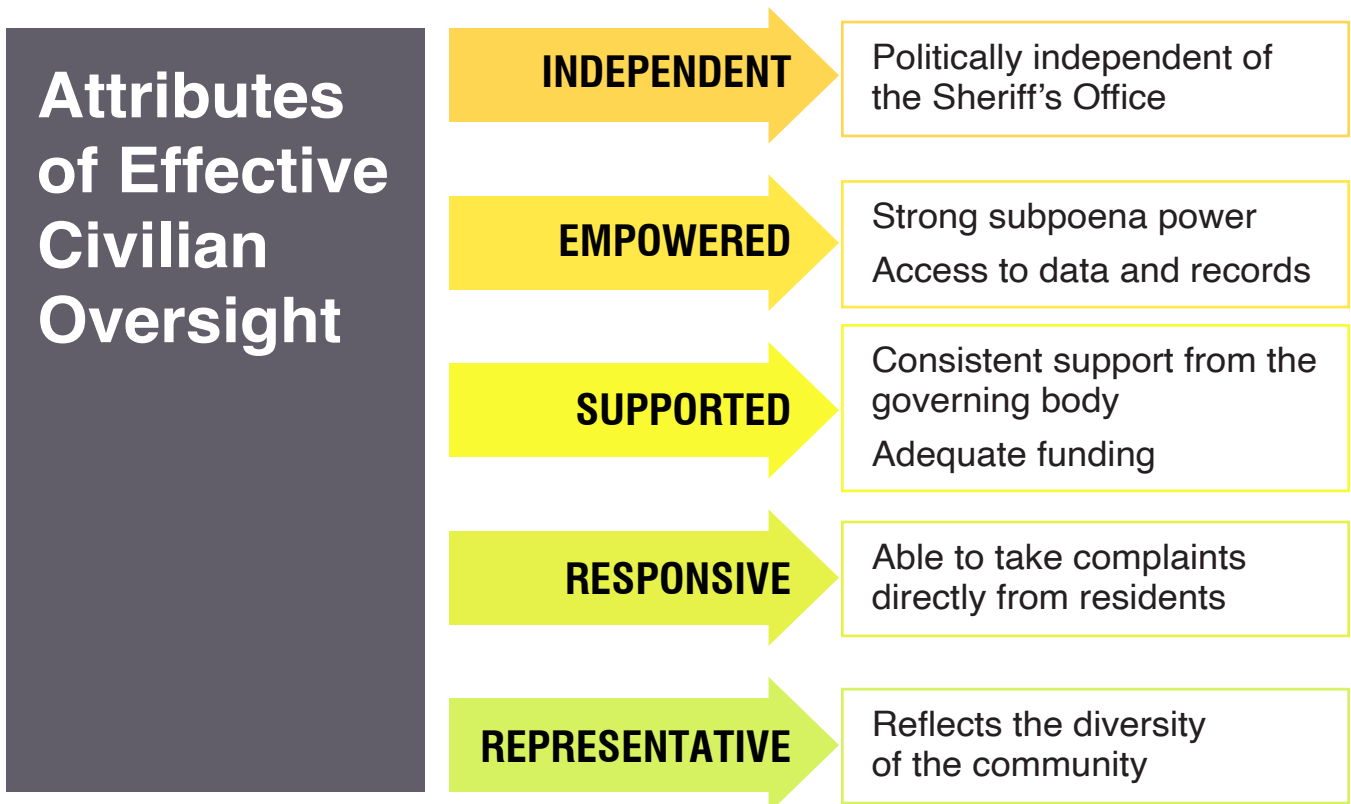 Attributes
of Effective
Civilian
Oversight
INDEPENDENT
Politically independent of
the Sheriff's Office
EMPOWERED
Strong subpoena power
Access to data and records
SUPPORTED
Consistent support from the
governing body
Adequate funding
RESPONSIVE
Able to take complaints
directly from residents
REPRESENTATIVE
Reflects the diversity
of the community